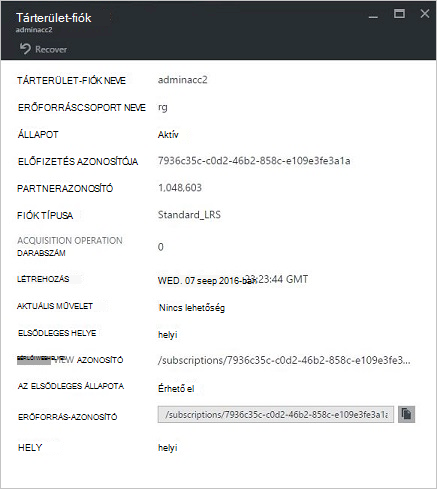 Tárterület-fiók
adminacc2
Recover
TÁRTERÜLET-FIÓK NEVE adminacc2
ERŐFORRÁSCSOPORT NEVE rg
ÁLLAPOT Aktív
ELŐFIZETÉS AZONOSÍTÓJA 7936c35c-c0d2-46b2-858c-e109e3fe3a1a
PARTNERAZONOSÍTÓ 1,048,603
FIÓK TÍPUSA Standard_LRS
ACQUISITION OPERATION
DARABSZÁM 0
LÉTREHOZÁS WED. 07 seep 2016-ban 23:23:44 GMT
AKTUÁLIS MŰVELET Nincs lehetőség
ELSŐDLEGES HELYE helyi
VIEW AZONOSÍTÓ /subscriptions/7936c35c-c0d2-46b2-858c-e109e3fe...
AZ ELSŐDLEGES ÁLLAPOTA Érhető el
ERŐFORRÁS-AZONOSÍTÓ /subscriptions/7936c35c-c0d2-46b2-858c-e109e3fe3a1a
HELY helyi